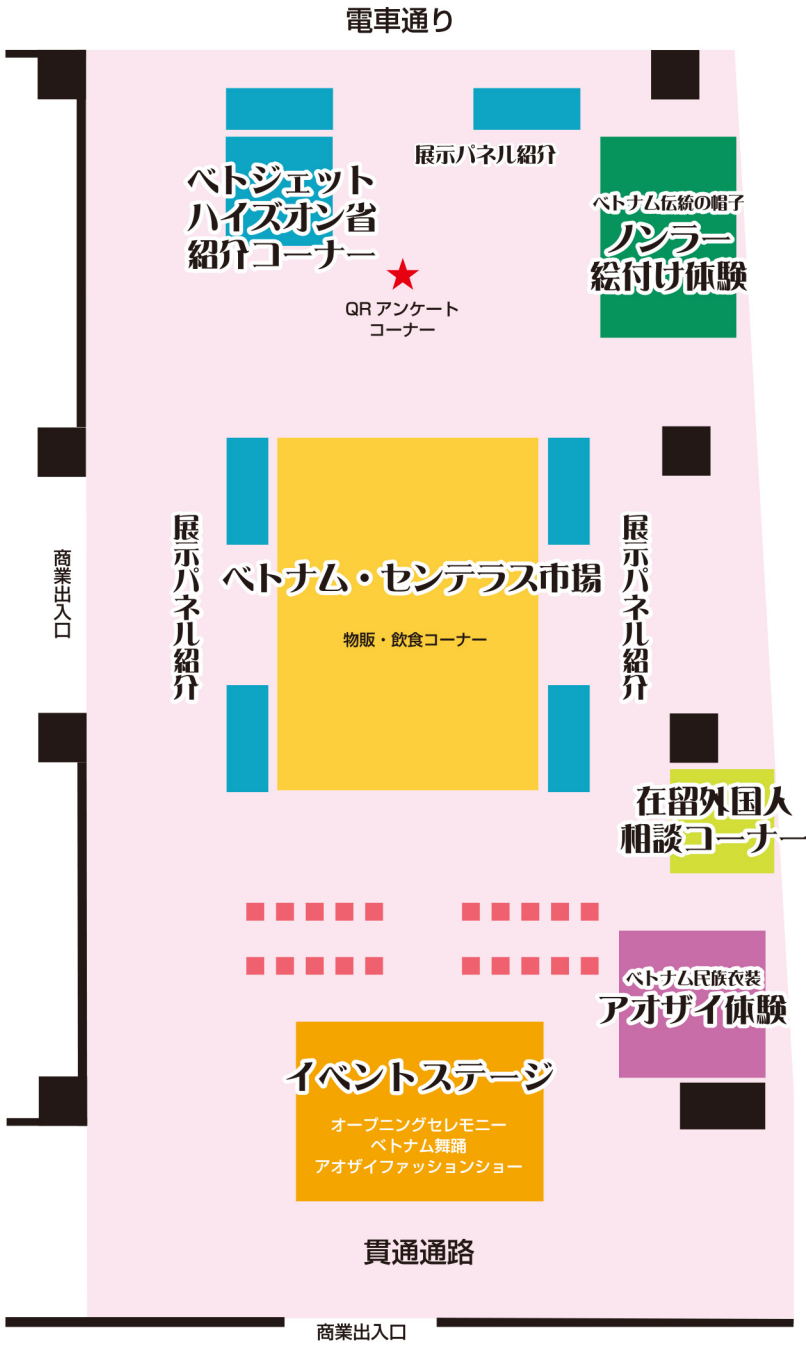 電車通り
展示パネル紹介
ベトジェット
ハイズオン省
紹介コーナー
ベトナム伝統の帽子
ノンラー
絵付け体験
QRアンケート
コーナー
展示パネル紹介
商業出入口
ベトナム・センテラス市場
物販・飲食コーナー
展示パネル紹介
在留外国人
相談コーナー
ベトナム民族衣装
アオザイ体験
イベントステージ
オープニングセレモニー
ベトナム舞踊
アオザイファッションショー
貫通通路
商業出入口